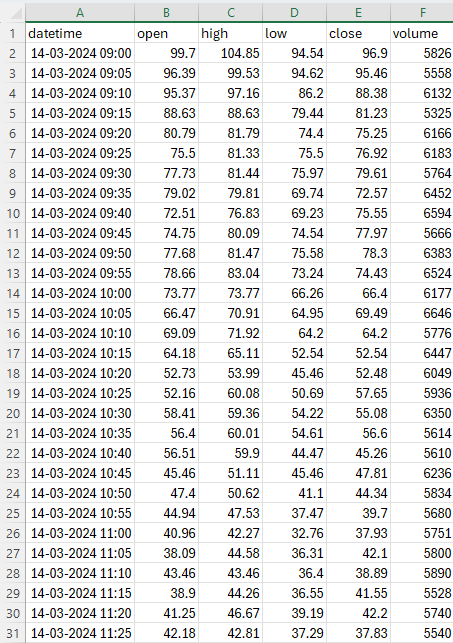 A B C D E F
1 datetime open high low close volume
2 14-03-2024 09:00 99.7 104.85 94.54 96.9 5826
3 14-03-2024 09:05 96.39 99.53 94.62 95.46 5558
4 14-03-2024 09:10 95.37 97.16 86.2 88.38 6132
5 14-03-2024 09:15 88.63 88.63 79.44 81.23 5325
6 14-03-2024 09:20 80.79 81.79 74.4 75.25 6166
7 14-03-2024 09:25 75.5 81.33 75.5 76.92 6183
8 14-03-2024 09:30 77.73 81.44 75.97 79.61 5764
9 14-03-2024 09:35 79.02 79.81 69.74 72.57 6452
10 14-03-2024 09:40 72.51 76.83 69.23 75.55 6594
11 14-03-2024 09:45 74.75 80.09 74.54 77.97 5666
12 14-03-2024 09:50 77.68 81.47 75.58 78.3 6383
13 14-03-2024 09:55 78.66 83.04 73.24 74.43 6524
14 14-03-2024 10:00 73.77 73.77 66.26 66.4 6177
15 14-03-2024 10:05 66.47 70.91 64.95 69.49 6646
16 14-03-2024 10:10 69.09 71.92 64.2 64.2 5776
17 14-03-2024 10:15 64.18 65.11 52.54 52.54 6447
18 14-03-2024 10:20 52.73 53.99 45.46 52.48 6049
19 14-03-2024 10:25 52.16 60.08 50.69 57.65 5936
20 14-03-2024 10:30 58.41 59.36 54.22 55.08 6350
21 14-03-2024 10:35 56.4 60.01 54.61 56.6 5614
22 14-03-2024 10:40 56.51 59.9 44.47 45.26 5610
23 14-03-2024 10:45 45.46 51.11 45.46 47.81 6236
24 14-03-2024 10:50 47.4 50.62 41.1 44.34 5834
25 14-03-2024 10:55 44.94 47.53 37.47 39.7 5680
26 14-03-2024 11:00 40.96 42.27 32.76 37.93 5751
27 14-03-2024 11:05 38.09 44.58 36.31 42.1 5800
28 14-03-2024 11:10 43.46 43.46 36.4 38.89 5890
29 14-03-2024 11:15 38.9 44.26 36.55 41.55 5528
30 14-03-2024 11:20 41.25 46.67 39.19 42.2 5740
31 14-03-2024 11:25 42.18 42.81 37.29 37.83 5540